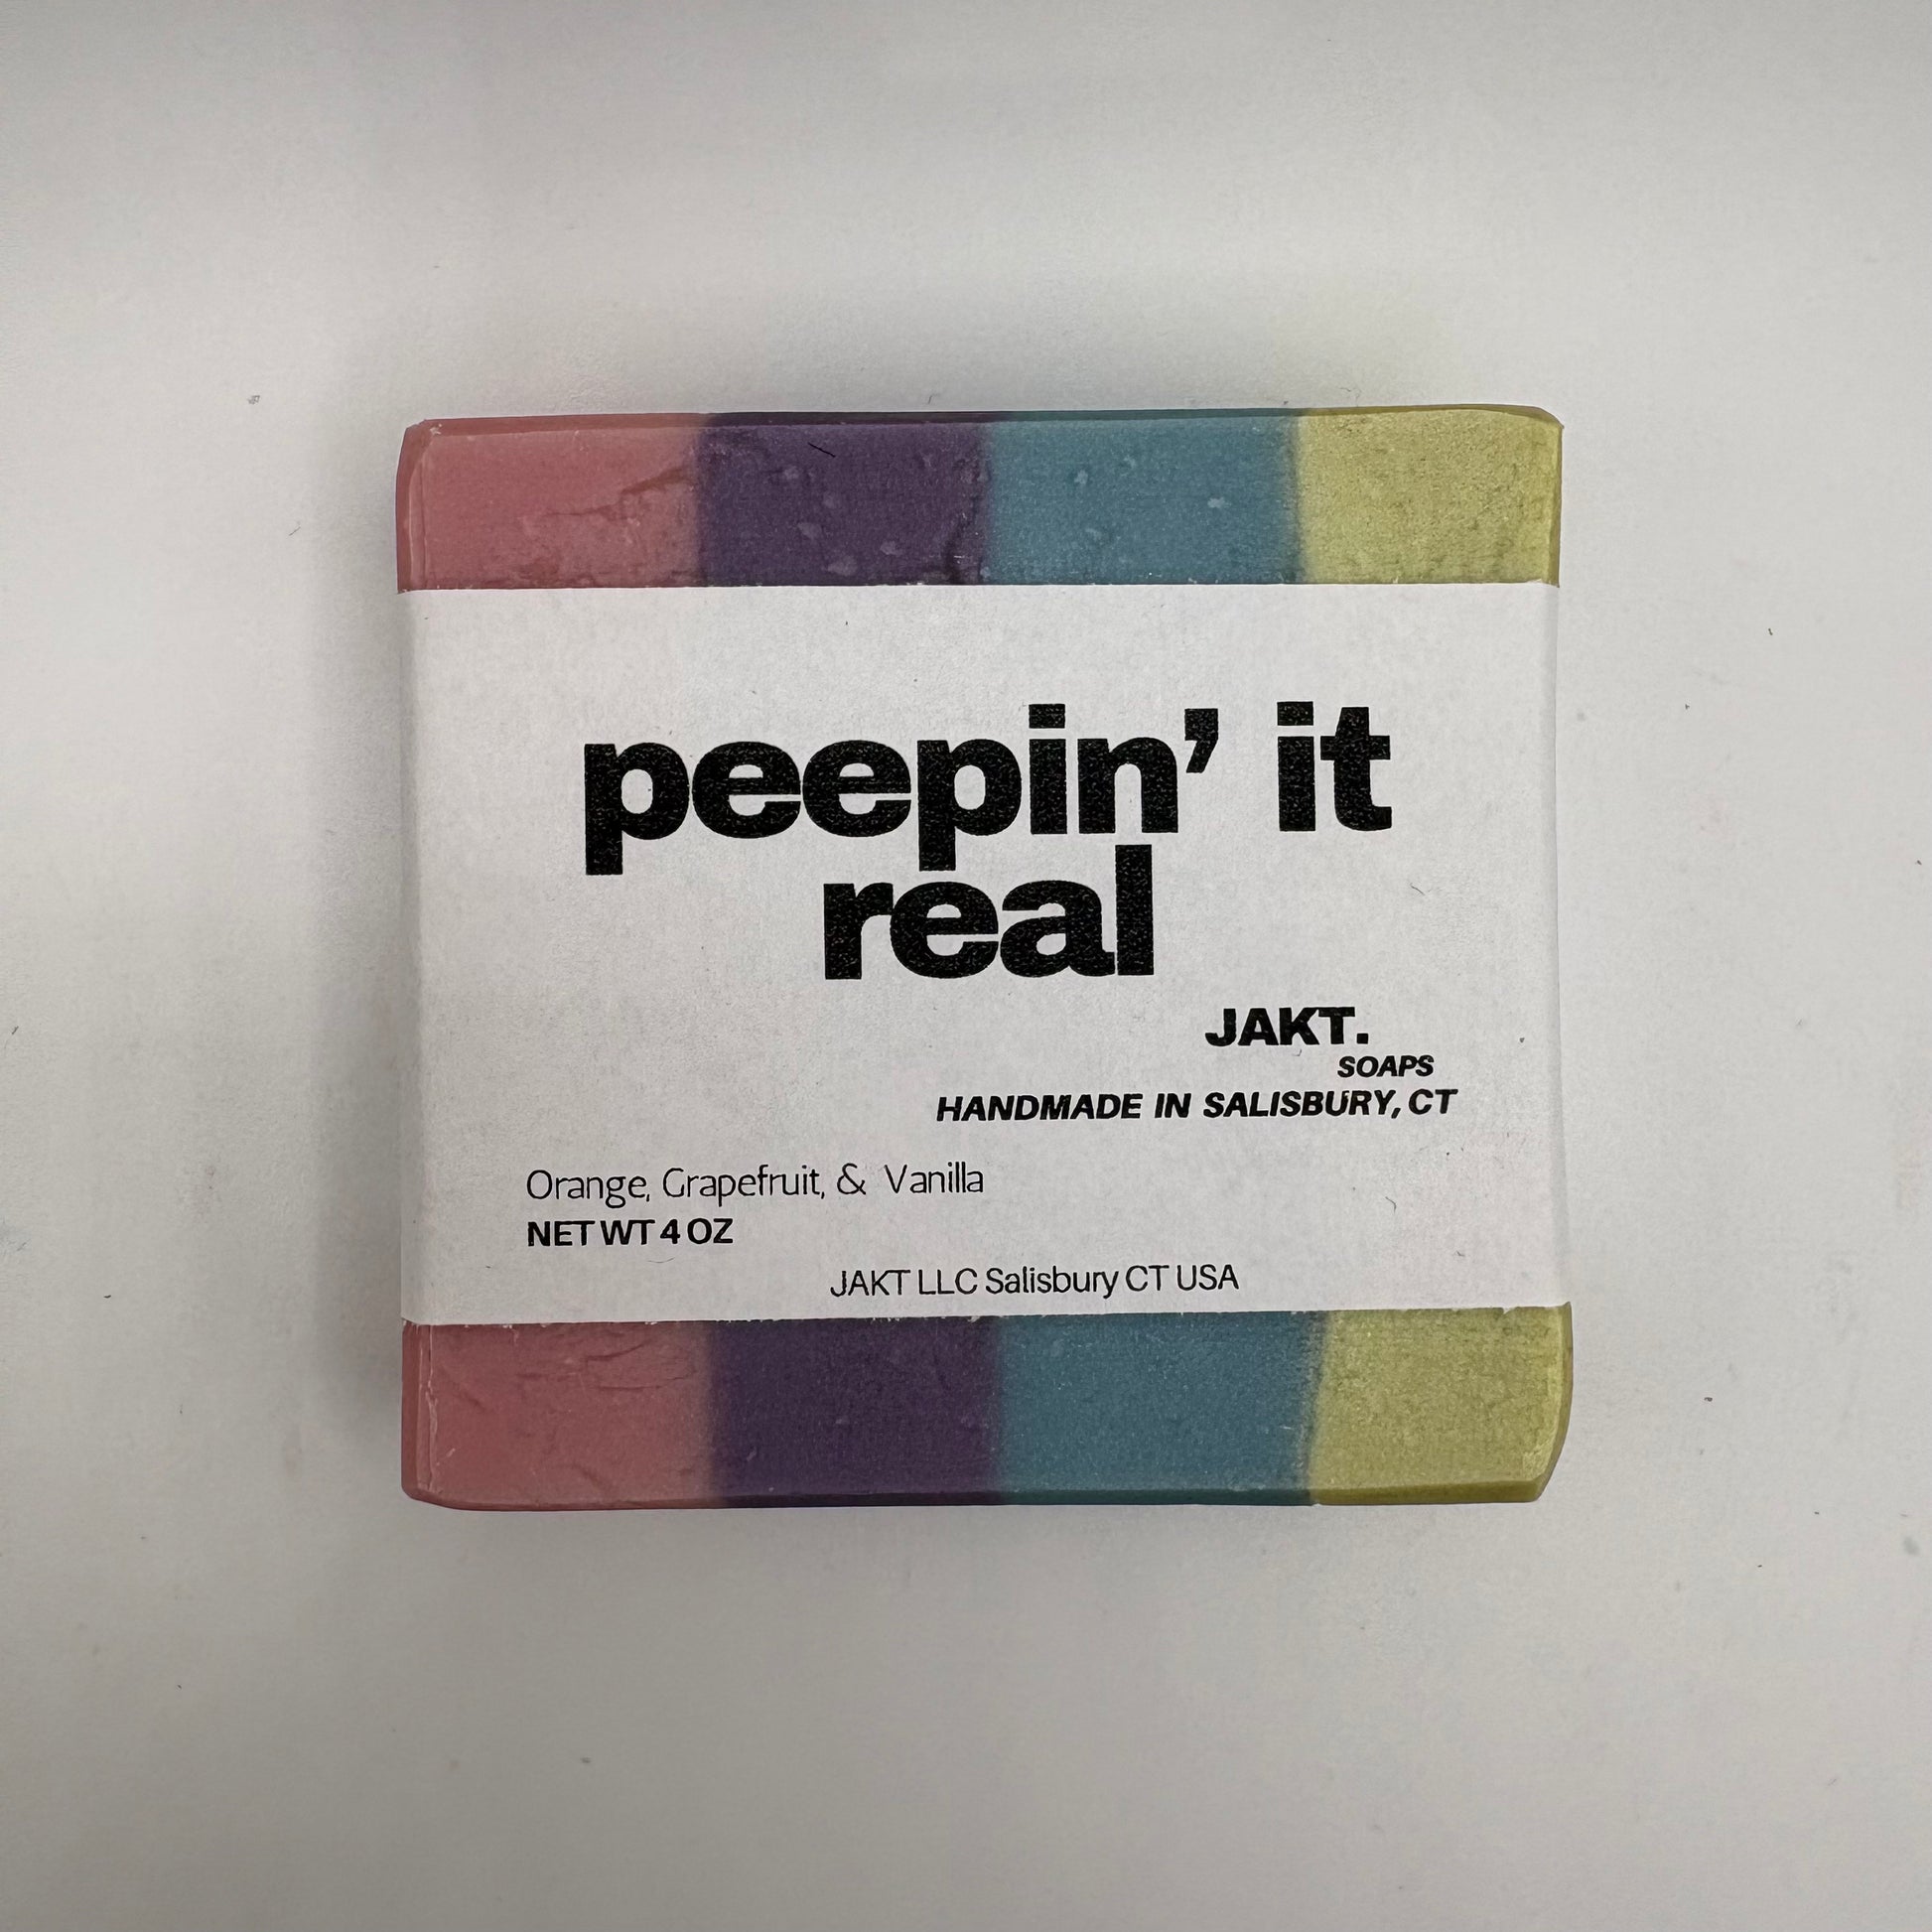 peepin’ it
real
JAKT.
SOAPS
HANDMADE IN SALISBURY, CT
Orange, Grapefruit, & Vanilla
NET WT 4 OZ
JAKT LLC Salisbury CT USA